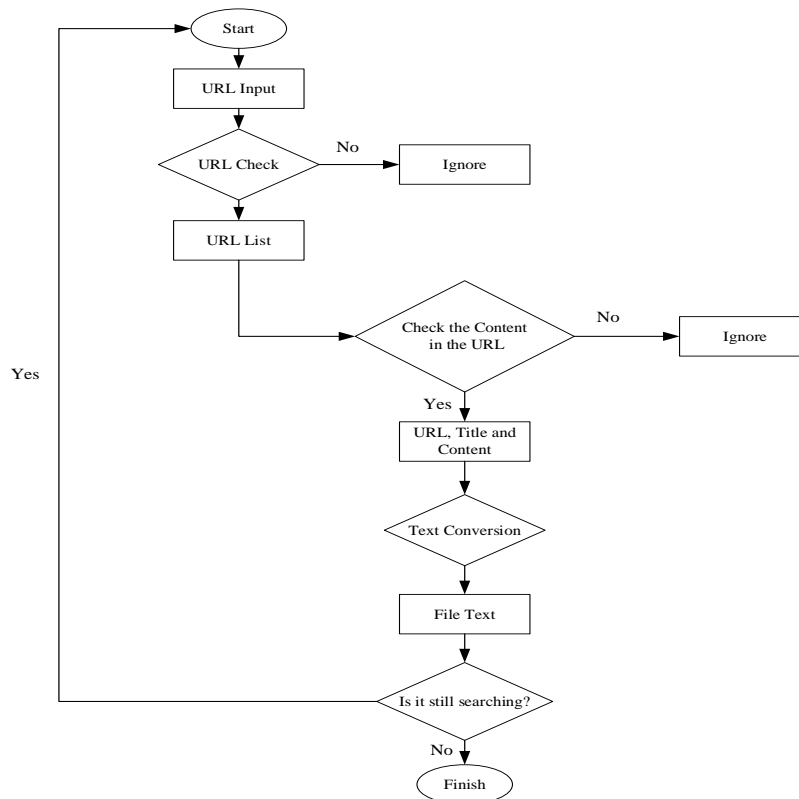 Start
URL Input
URL Check
No
Ignore
URL List
Check the Content
in the URL
No
Ignore
Yes
Yes
URL, Title and
Content
Text Conversion
File Text
Is it still searching?
No
Finish